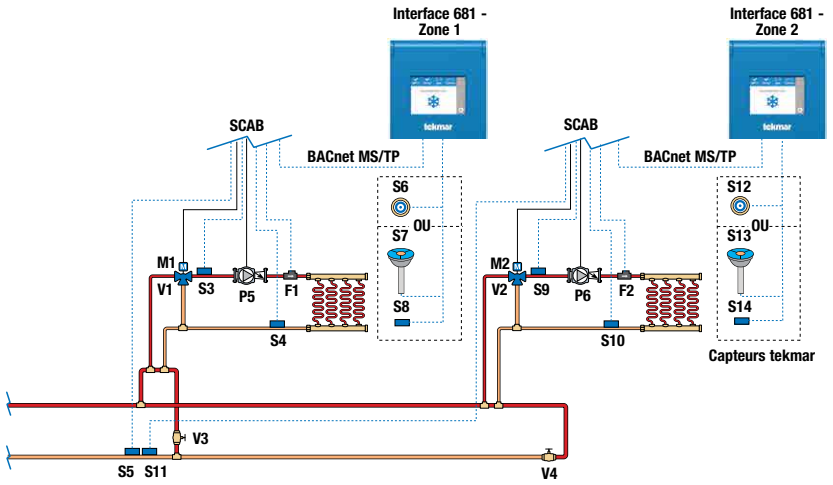 Interface 681 -
Zone 1
Interface 681 -
Zone 2
tekmar
tekmar
SCAB
SCAB
BACnet MS/TP
BACnet MS/TP
S6
OU
S7
S8
S12
OU
S13
S14
Capteurs tekmar
M1
V1
S3
P5
F1
S4
M2
V2
S9
P6
F2
S10
V3
S5
S11
V4